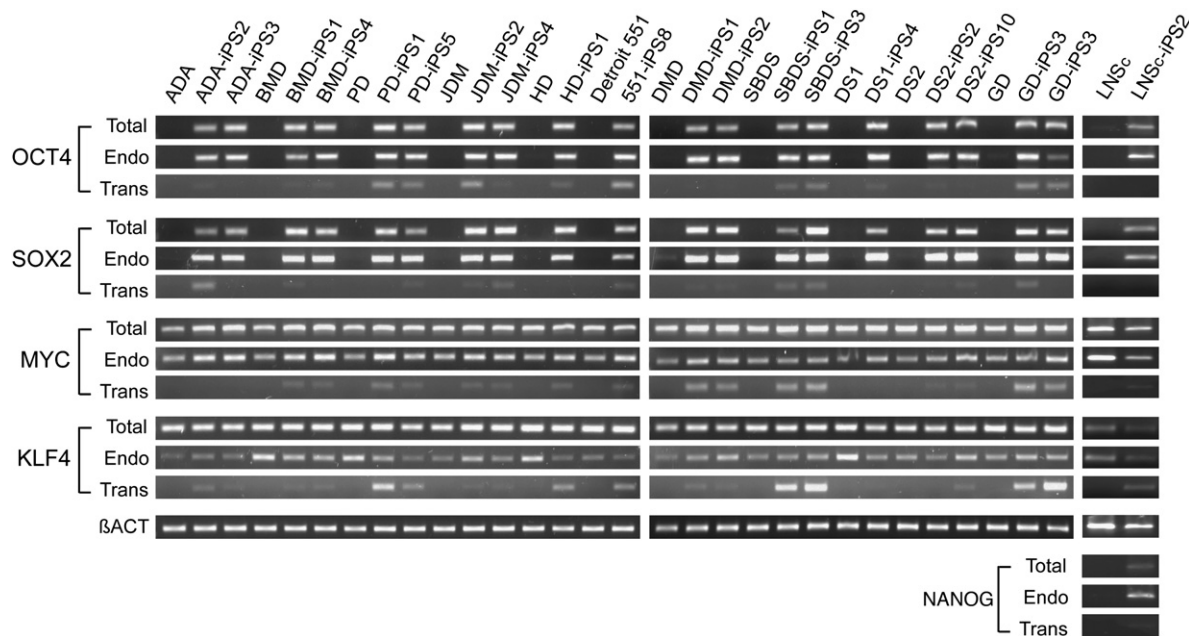 ADA
ADA-iPS2
ADA-iPS3
BMD
BMD-iPS1
BMD-iPS4
PD
PD-iPS1
PD-iPS5
JDM
JDM-iPS2
JDM-iPS4
HD
HD-iPS1
Detroit 551
551-iPS8
DMD
DMD-iPS1
DMD-iPS2
SBDS
SBDS-iPS1
SBDS-iPS3
DS1
DS1-iPS4
DS2
DS2-iPS2
DS2-iPS10
GD
GD-iPS3
GD-iPS3
LNSc
LNSc-iPS2
OCT4
Total
Endo
Trans
SOX2
Total
Endo
Trans
MYC
Total
Endo
Trans
KLF4
Total
Endo
Trans
ßACT
NANOG
Total
Endo
Trans